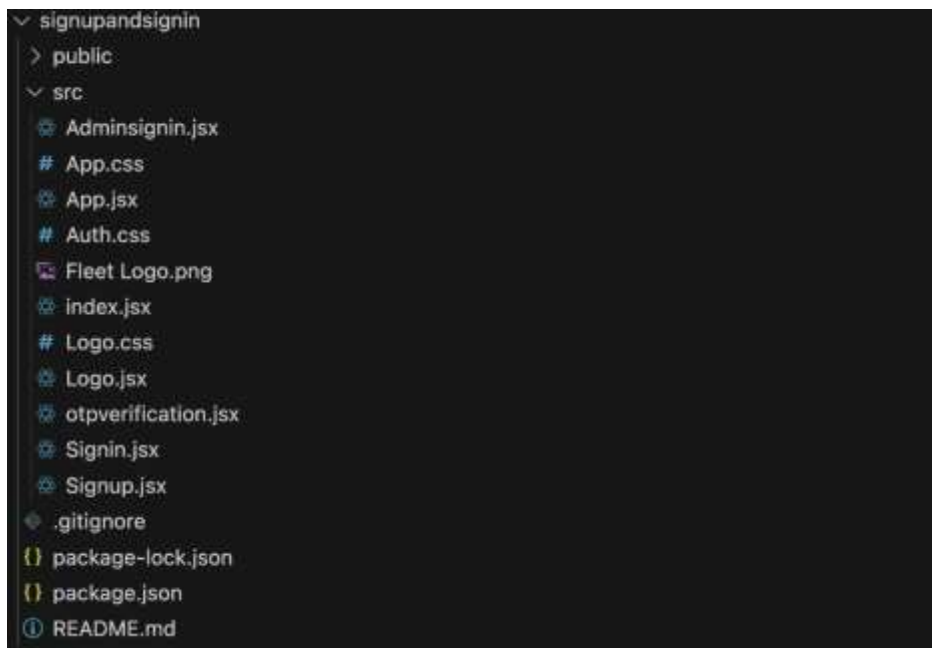 signupandsignin
public
src
Adminsignin.jsx
App.css
App.jsx
Auth.css
Fleet Logo.png
index.jsx
Logo.css
Logo.jsx
otpverification.jsx
Signin.jsx
Signup.jsx
.gitignore
package-lock.json
package.json
README.md